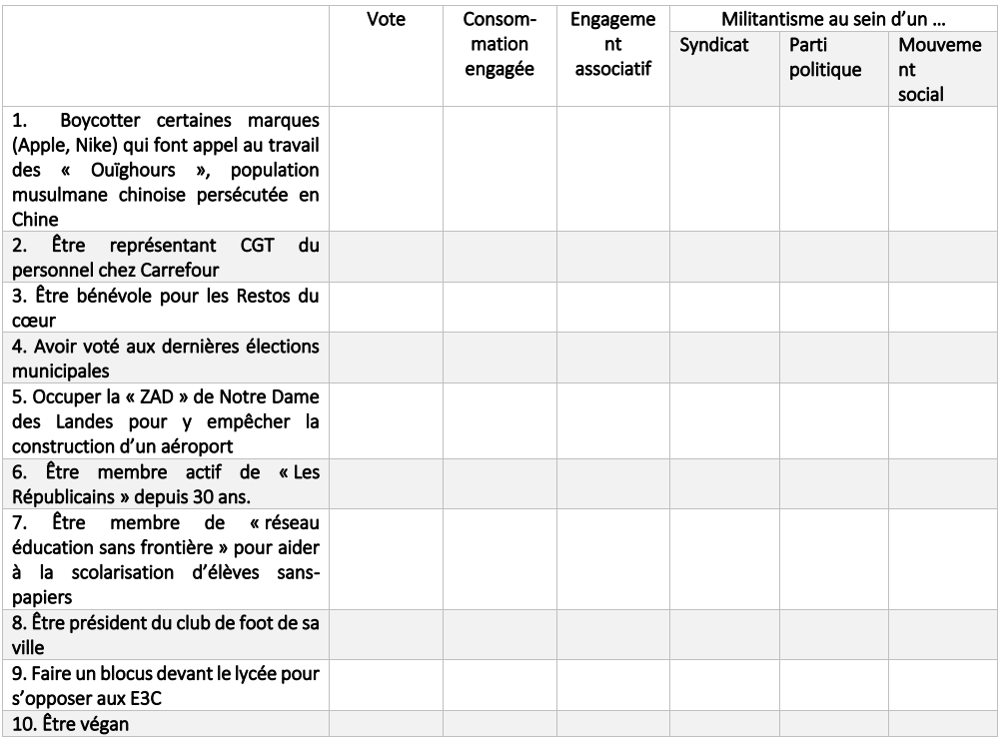 Vote
Consom-
mation
engagée
Engageme
nt
associatif
Militantisme au sein d’un …
Syndicat
Parti
politique
Mouveme
nt
social
1. Boycotter certaines marques
(Apple, Nike) qui font appel au travail
des « Ouïghours », population
musulmane chinoise persécutée en
Chine
2. Être représentant CGT du
personnel chez Carrefour
3. Être bénévole pour les Restos du
cœur
4. Avoir voté aux dernières élections
municipales
5. Occuper la « ZAD » de Notre Dame
des Landes pour y empêcher la
construction d’un aéroport
6. Être membre actif de « Les
Républicains » depuis 30 ans.
7. Être membre de « réseau
éducation sans frontière » pour aider
à la scolarisation d’élèves sans-
papiers
8. Être président du club de foot de sa
ville
9. Faire un blocus devant le lycée pour
s’opposer aux E3C
10. Être végan